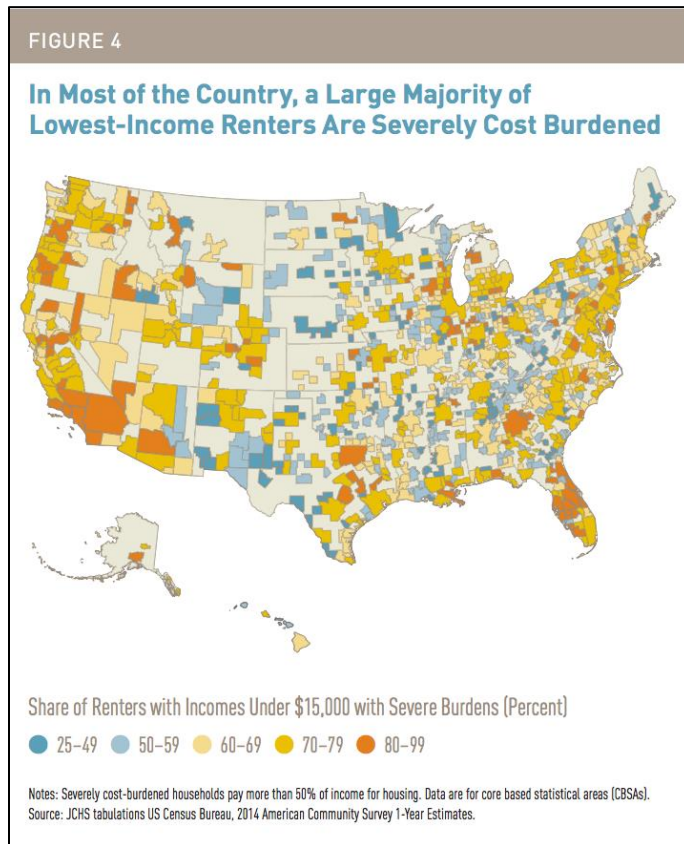 FIGURE 4
In Most of the Country, a Large Majority of
Lowest-Income Renters Are Severely Cost Burdened
Share of Renters with Incomes Under $15,000 with Severe Burdens (Percent)
25–49 50–59 60–69 70–79 80–99
Notes: Severely cost-burdened households pay more than 50% of income for housing. Data are for core based statistical areas (CBSAs).
Source: JCHS tabulations US Census Bureau, 2014 American Community Survey 1-Year Estimates.